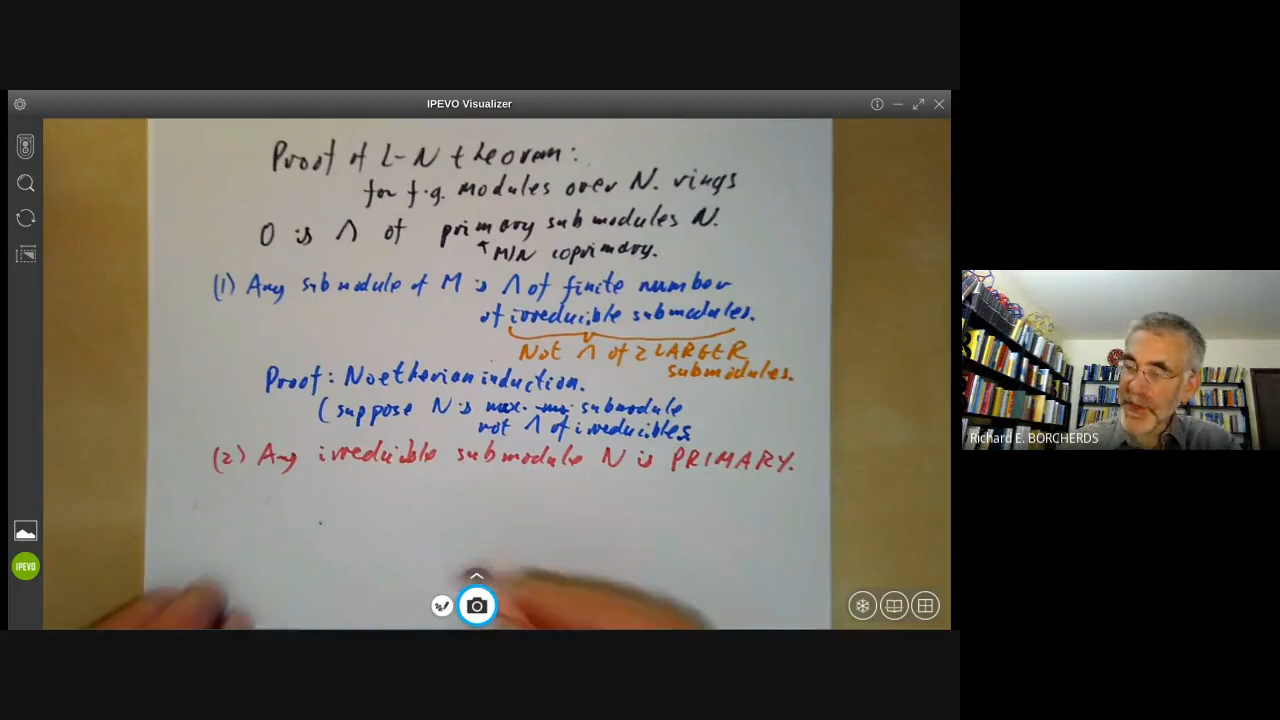 IPEVO Visualizer
Proof of L-N theorem:
for f.g. modules over N. rings
0 is ∩ of primary submodules N.
↑ M/N coprimary.
(1) Any submodule of M is ∩ of finite number
of irreducible submodules.
Not ∩ of 2 LARGER
submodules.
Proof: Noetherian induction.
(suppose N is max. submodule
not ∩ of irreducibles
(2) Any irreducible submodule N is PRIMARY.
Richard E. BORCHERDS
IPEVO